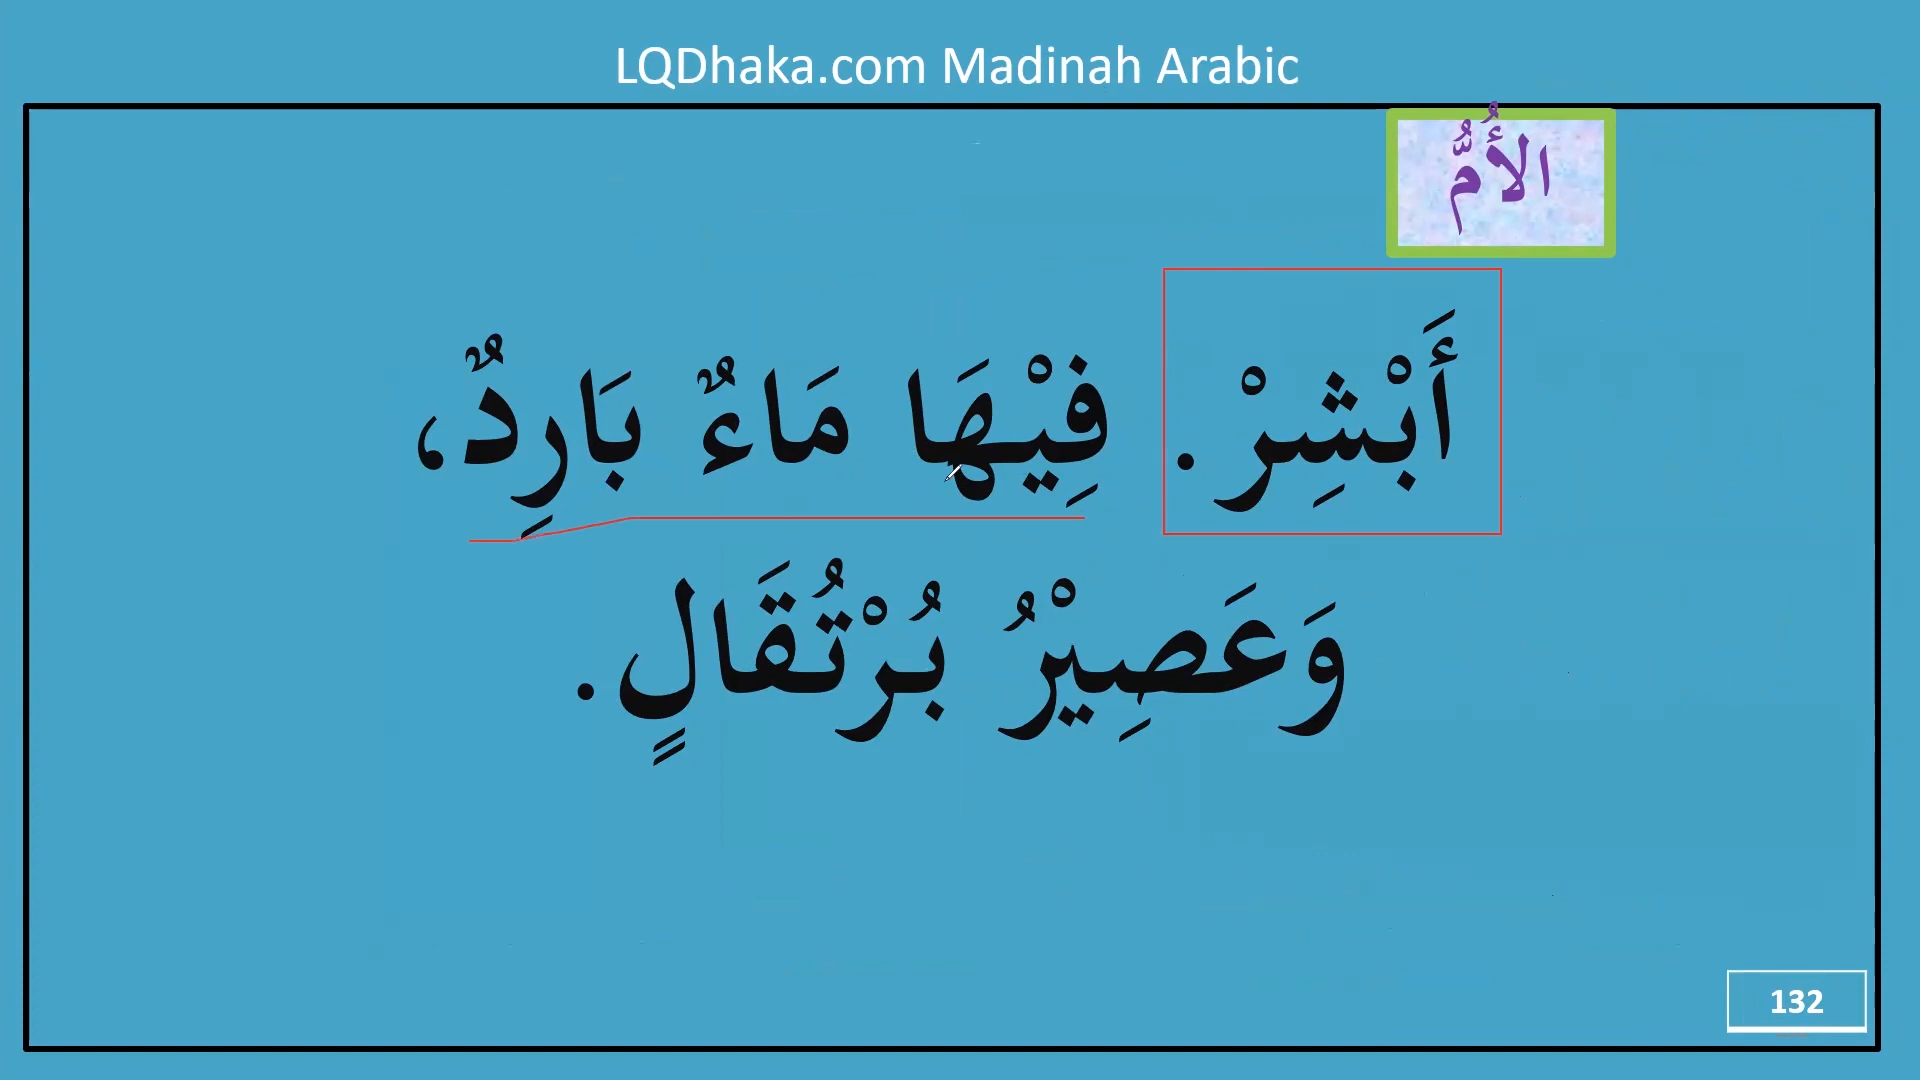 LQDhaka.com Madinah Arabic
الأُمُّ
أَبْشِرْ. فِيْهَا مَاءٌ بَارِدٌ،
وَعَصِيْرُ بُرْتُقَالٍ.
132